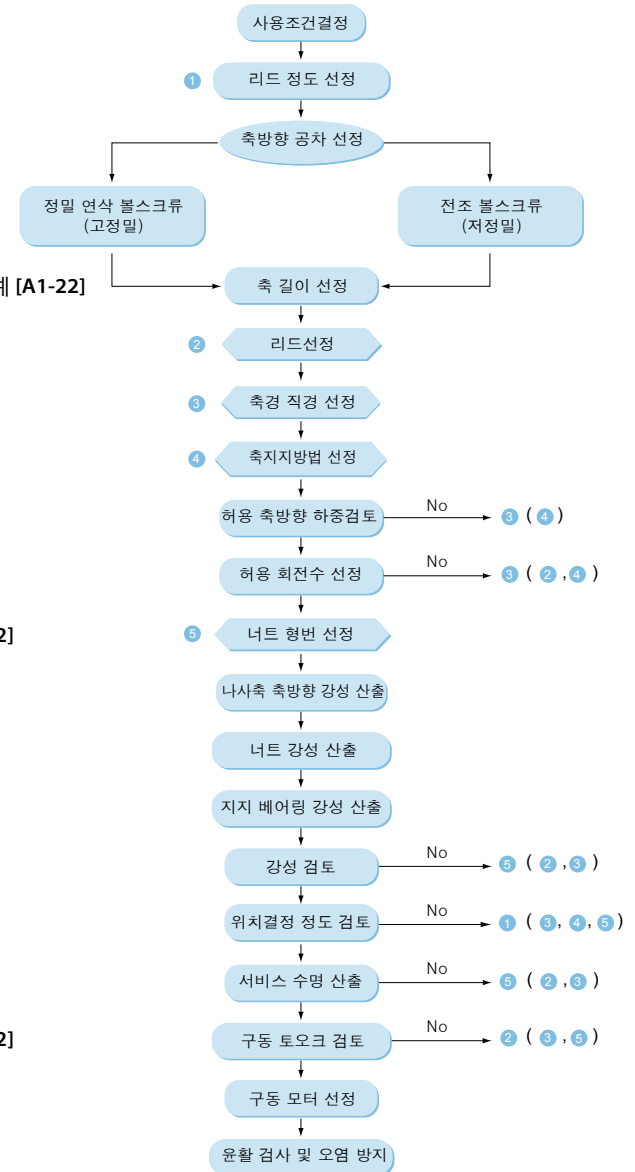 사용조건결정
1 리드 정도 선정
축방향 공차 선정
정밀 연삭 볼스크류
(고정밀)
전조 볼스크류
(저정밀)
계 [A1-22]
축 길이 선정
2 리드선정
3 축경 직경 선정
4 축지지방법 선정
허용 축방향 하중검토 No 3 ( 4 )
허용 회전수 선정 No 3 ( 2 , 4 )
2] 5 너트 형번 선정
나사축 축방향 강성 산출
너트 강성 산출
지지 베어링 강성 산출
강성 검토 No 5 ( 2 , 3 )
위치결정 정도 검토 No 1 ( 3, 4, 5 )
서비스 수명 산출 No 5 ( 2 , 3 )
2] 구동 토오크 검토 No 2 ( 3 , 5 )
구동 모터 선정
윤활 검사 및 오염 방지